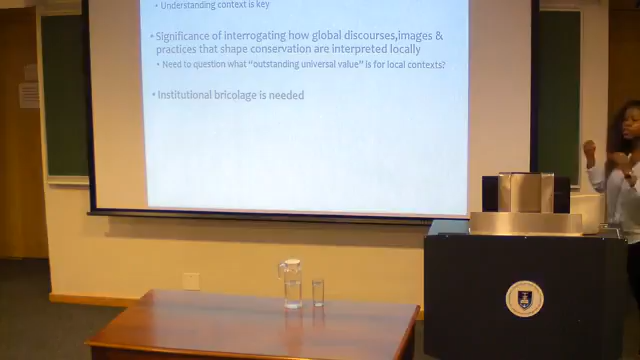 • Understanding context is key
• Significance of interrogating how global discourses,images &
practices that shape conservation are interpreted locally
• Need to question what "outstanding universal value" is for local contexts?
• Institutional bricolage is needed